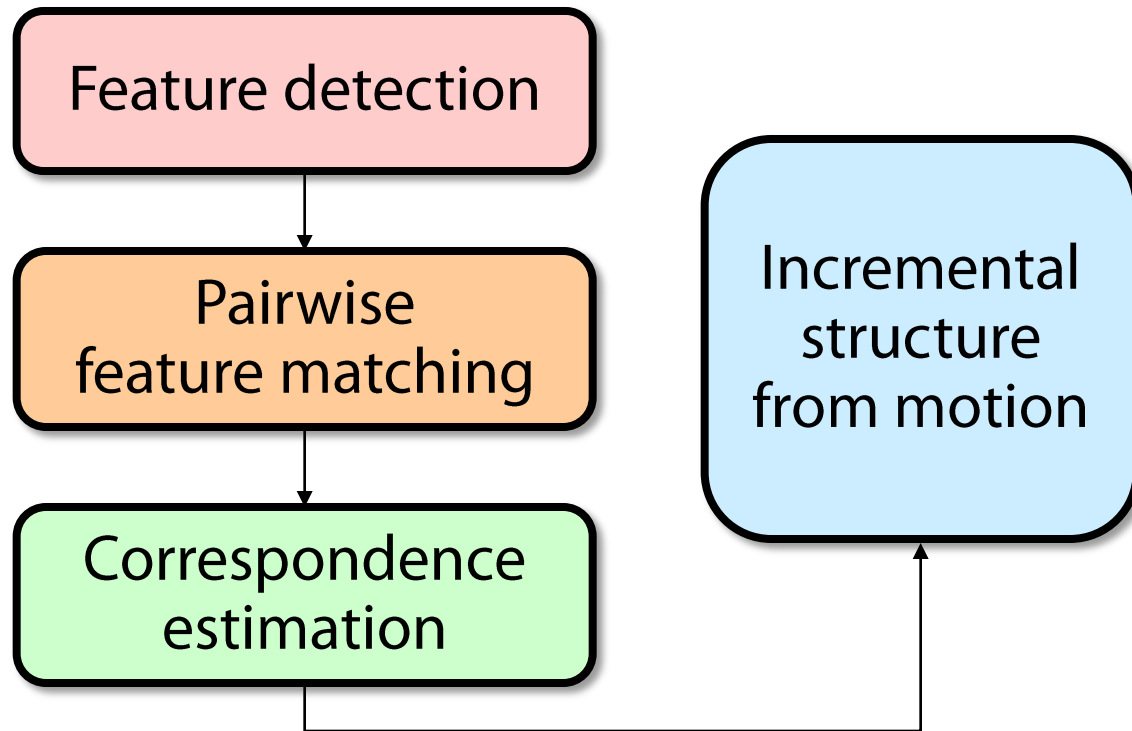 Feature detection
Pairwise
feature matching
Correspondence
estimation
Incremental
structure
from motion